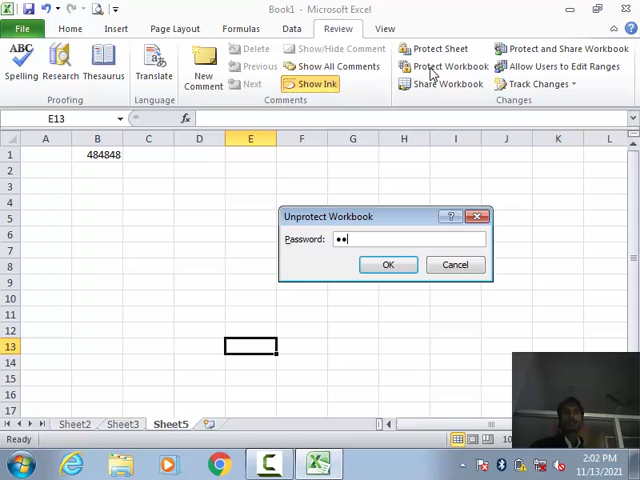 Book1 - Microsoft Excel
File Home Insert Page Layout Formulas Data Review View
ABC
Spelling Research Thesaurus
Proofing
Translate
Language
New Comment
Delete
Previous
Next
Show/Hide Comment
Show All Comments
Show Ink
Comments
Protect Sheet
Protect Workbook
Share Workbook
Protect and Share Workbook
Allow Users to Edit Ranges
Track Changes
Changes
E13 fx
A B C D E F G H I J K L
1 484848
2
3
4
5
6
7
8
9
10
11
12
13
14
15
16
17
Unprotect Workbook
Password: ●●
OK Cancel
Sheet2 Sheet3 Sheet5
Ready 10
2:02 PM
11/13/2021